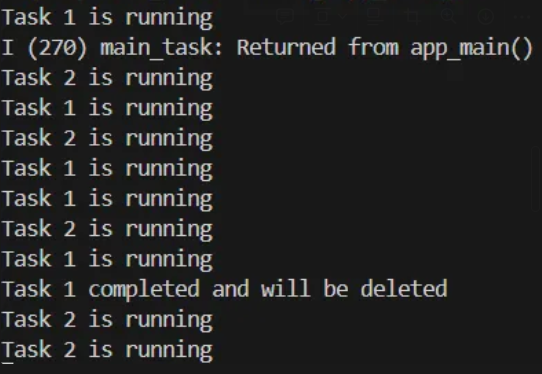 Task 1 is running
I (270) main_task: Returned from app_main()
Task 2 is running
Task 1 is running
Task 2 is running
Task 1 is running
Task 1 is running
Task 2 is running
Task 1 is running
Task 1 completed and will be deleted
Task 2 is running
Task 2 is running